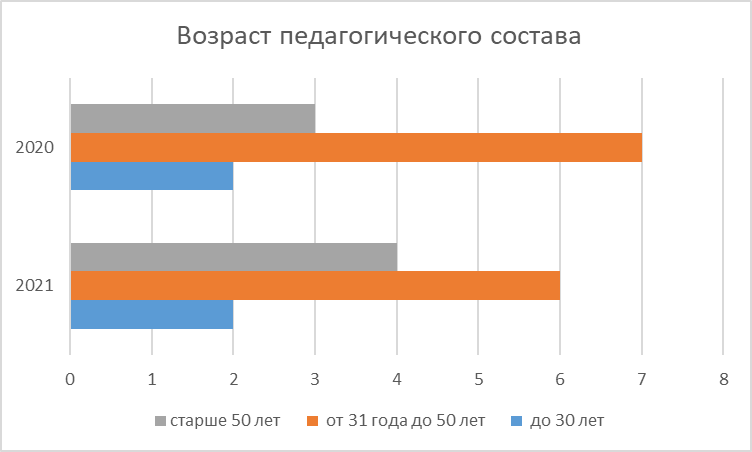 Возраст педагогического состава
2020
2021
0 1 2 3 4 5 6 7 8
старше 50 лет от 31 года до 50 лет до 30 лет